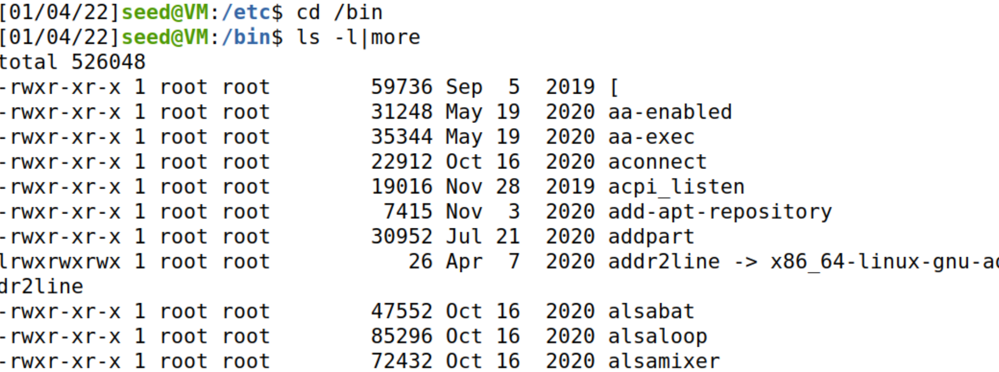 [01/04/22]seed@VM:/etc$ cd /bin
[01/04/22]seed@VM:/bin$ ls -l|more
total 526048
-rwxr-xr-x 1 root root        59736 Sep  5  2019 [
-rwxr-xr-x 1 root root        31248 May 19  2020 aa-enabled
-rwxr-xr-x 1 root root        35344 May 19  2020 aa-exec
-rwxr-xr-x 1 root root        22912 Oct 16  2020 aconnect
-rwxr-xr-x 1 root root        19016 Nov 28  2019 acpi_listen
-rwxr-xr-x 1 root root         7415 Nov  3  2020 add-apt-repository
-rwxr-xr-x 1 root root        30952 Jul 21  2020 addpart
lrwxrwxrwx 1 root root           26 Apr  7  2020 addr2line -> x86_64-linux-gnu-ad
dr2line
-rwxr-xr-x 1 root root        47552 Oct 16  2020 alsabat
-rwxr-xr-x 1 root root        85296 Oct 16  2020 alsaloop
-rwxr-xr-x 1 root root        72432 Oct 16  2020 alsamixer